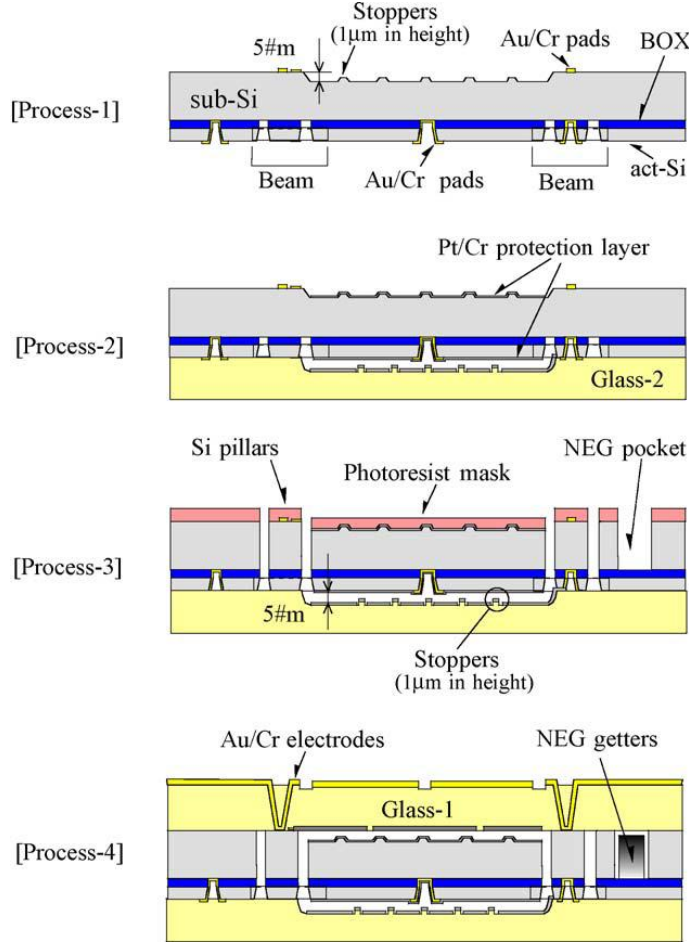 Stoppers
(1μm in height)
5#m
Au/Cr pads
BOX
[Process-1]
sub-Si
Beam
Au/Cr pads
Beam
act-Si
Pt/Cr protection layer
[Process-2]
Glass-2
Si pillars
Photoresist mask
NEG pocket
[Process-3]
5#m
Stoppers
(1μm in height)
Au/Cr electrodes
NEG getters
Glass-1
[Process-4]